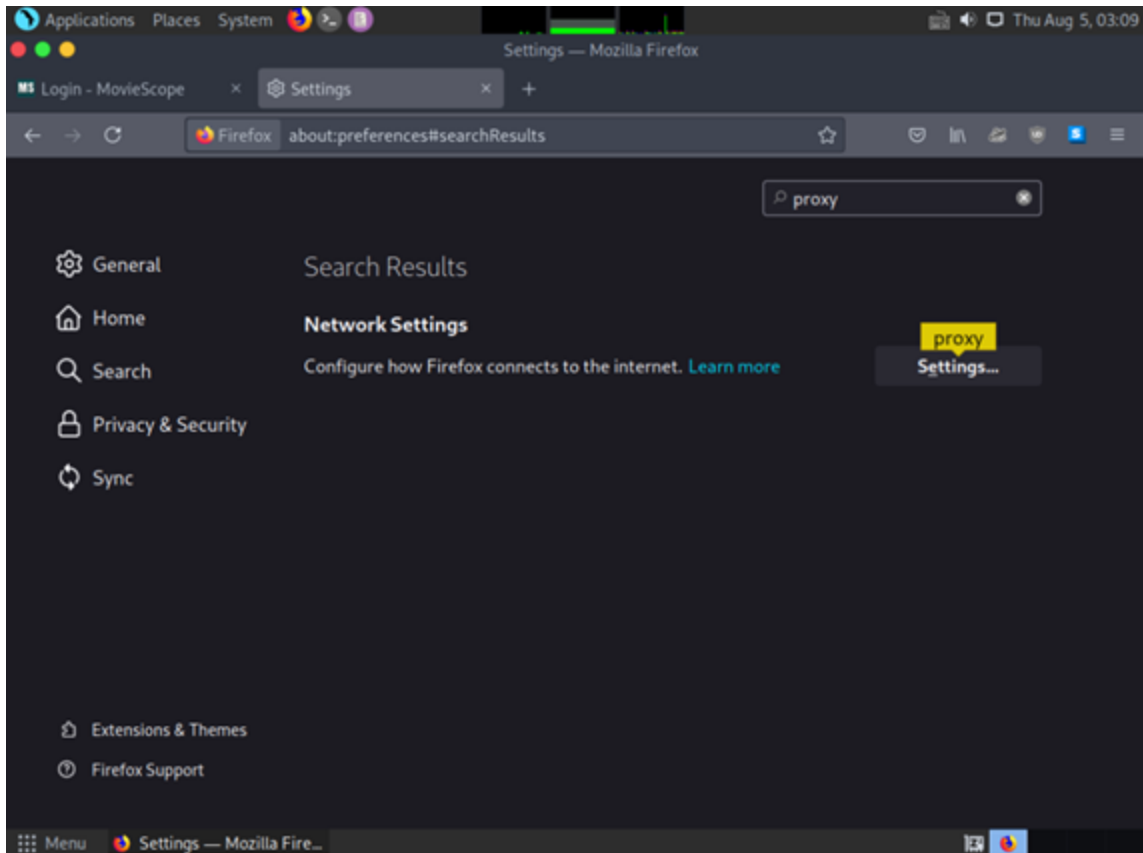 Applications Places System Thu Aug 5, 03:09
Settings — Mozilla Firefox
MS Login - MovieScope Settings
Firefox about:preferences#searchResults
proxy
General
Search Results
Home
Network Settings
proxy
Search
Configure how Firefox connects to the internet. Learn more
Settings...
Privacy & Security
Sync
Extensions & Themes
Firefox Support
Menu Settings — Mozilla Fire...